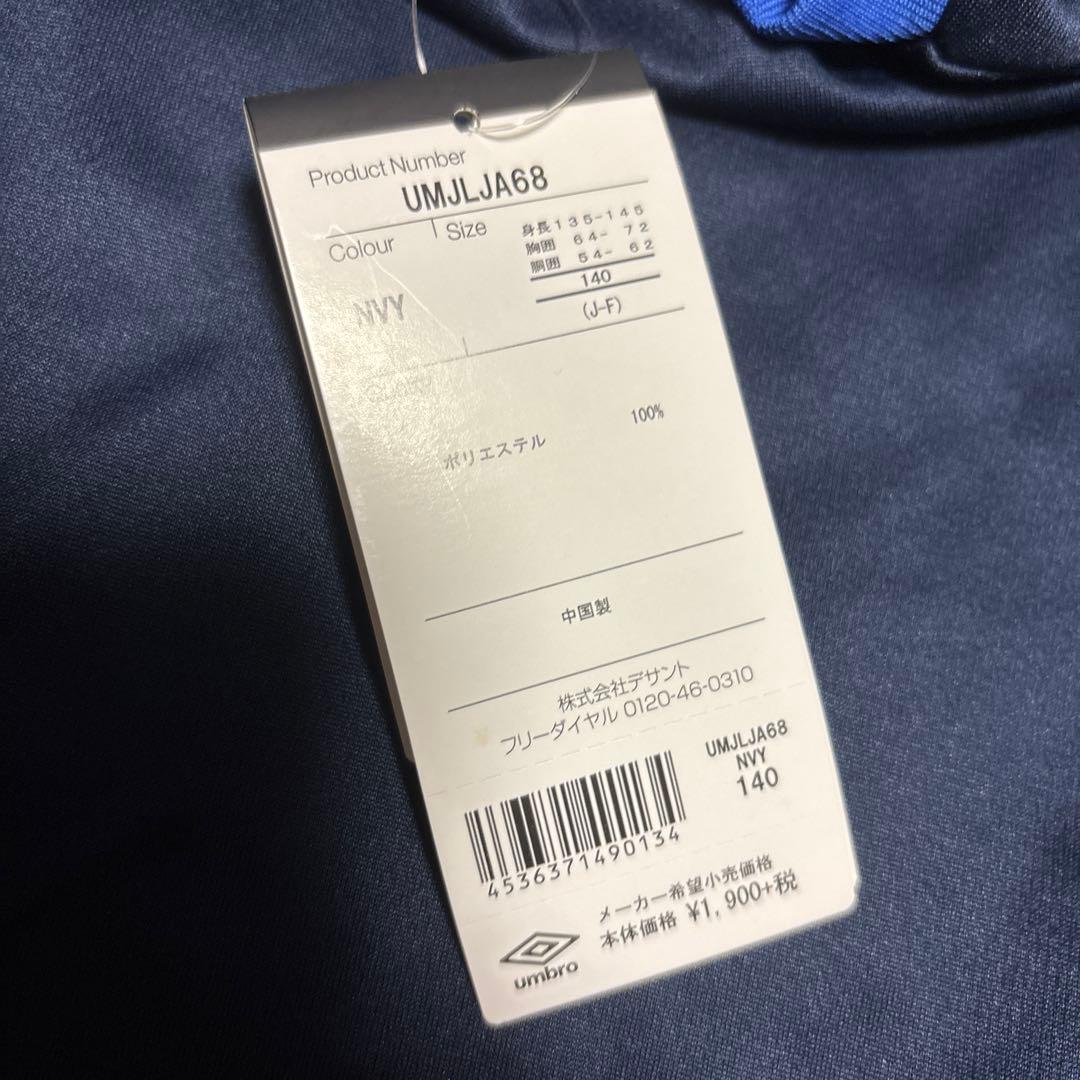 Product Number
UMJLJA68
Colour
Size
NVY
身長135-145
胸囲 64- 72
胴囲 54- 62
140
(J-F)
ポリエステル 100%
中国製
株式会社デサント
フリーダイヤル 0120-46-0310
UMJLJA68
NVY
140
4536371490134
メーカー希望小売価格
本体価格 ¥1,900+税
umbro